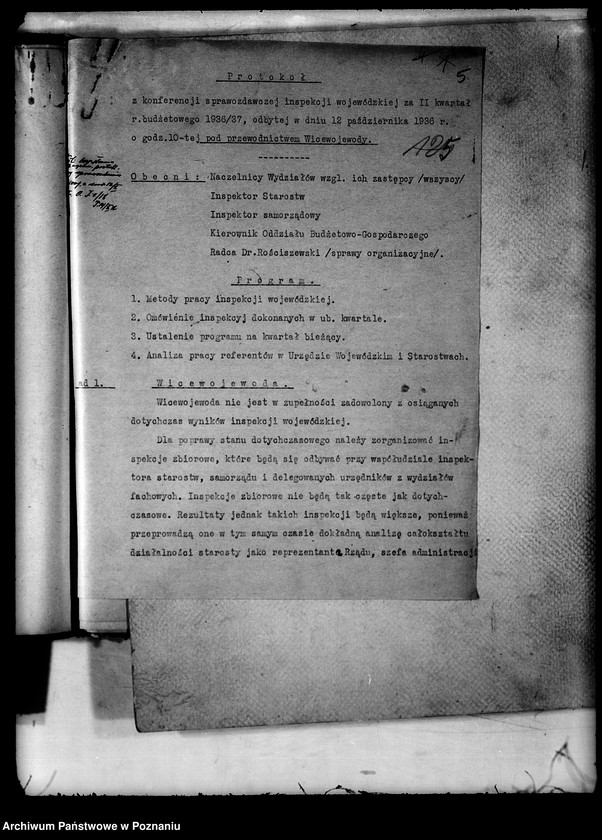 5
Protokoł
z konferencji sprawozdawczej inspekcji wojewódzkiej za II kwartał
r.budżetowego 1936/37, odbytej w dniu 12 października 1936 r.
o godz.10-tej pod przewodnictwem Wicewojewody.
125
----------
Obecni: Naczelnicy Wydziałów wzgl. ich zastępcy /wszyscy/
Inspektor Starostw
Inspektor samorządowy
Kierownik Oddziału Budżetowo-Gospodarczego
Radca Dr.Rościszewski /sprawy organizacyjne/.
Program.
1. Metody pracy inspekcji wojewódzkiej.
2. Omówienie inspekcyj dokonanych w ub. kwartale.
3. Ustalenie programu na kwartał bieżący.
4. Analiza pracy referentów w Urzędzie Wojewódzkim i Starostwach.
ad 1. Wicewojewoda.
Wicewojewoda nie jest w zupełności zadowolony z osiąganych
dotychczas wyników inspekcji wojewódzkiej.
Dla poprawy stanu dotychczasowego należy zorganizować in-
spekcje zbiorowe, które będą się odbywać przy współudziale inspek-
tora starostw, samorządu i delegowanych urzędników z wydziałów
fachowych. Inspekcje zbiorowe nie będą tak częste jak dotych-
czasowe. Rezultaty jednak takich inspekcji będą większe, ponieważ
przeprowadzą one w tym samym czasie dokładną analizę całokształtu
działalności starosty jako reprezentanta Rządu, szefa administracji
Archiwum Państwowe w Poznaniu